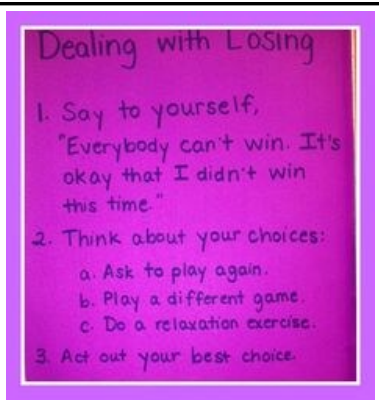 Dealing with Losing
1. Say to yourself,
"Everybody can't win. It's
okay that I didn't win
this time."
2. Think about your choices:
a. Ask to play again.
b. Play a different game.
c. Do a relaxation exercise.
3. Act out your best choice.